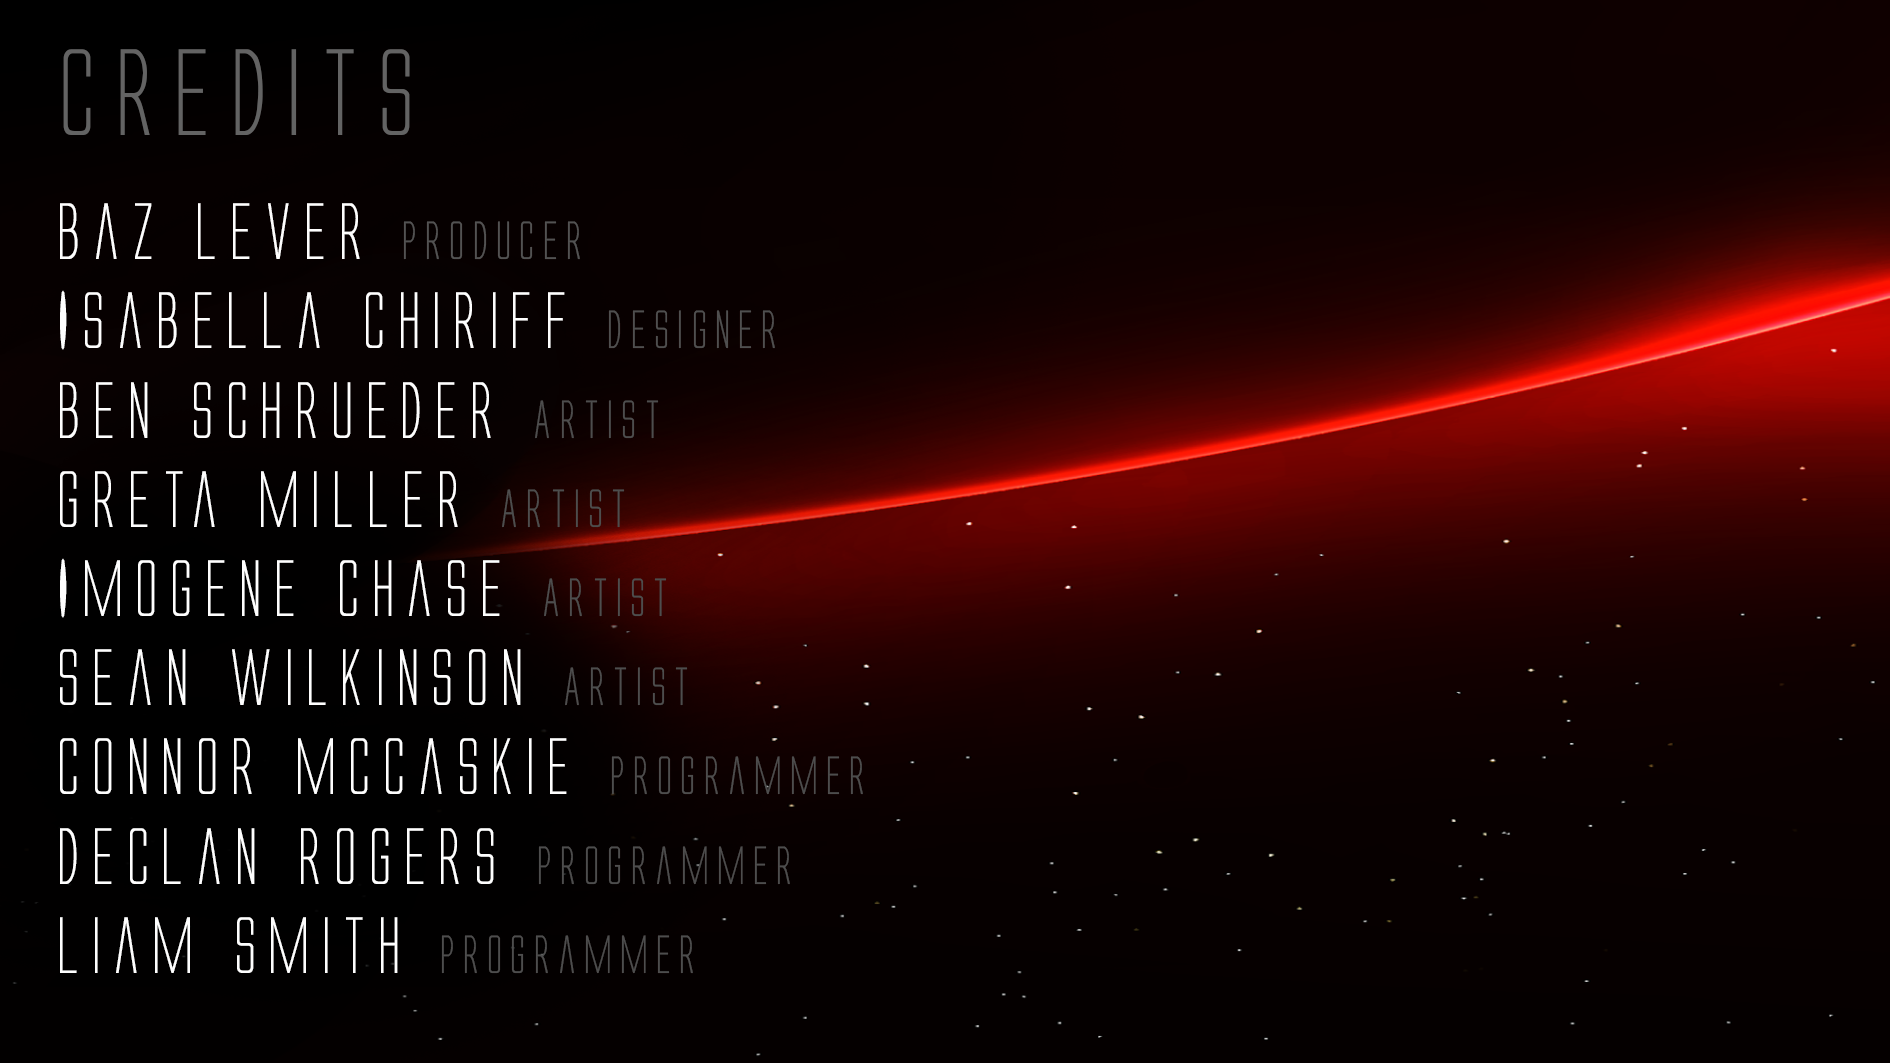 CREDITS
BAZ LEVER PRODUCER
ISABELLA CHIRIFF DESIGNER
BEN SCHRUEDER ARTIST
GRETA MILLER ARTIST
IMOGENE CHASE ARTIST
SEAN WILKINSON ARTIST
CONNOR MCCASKIE PROGRAMMER
DECLAN ROGERS PROGRAMMER
LIAM SMITH PROGRAMMER